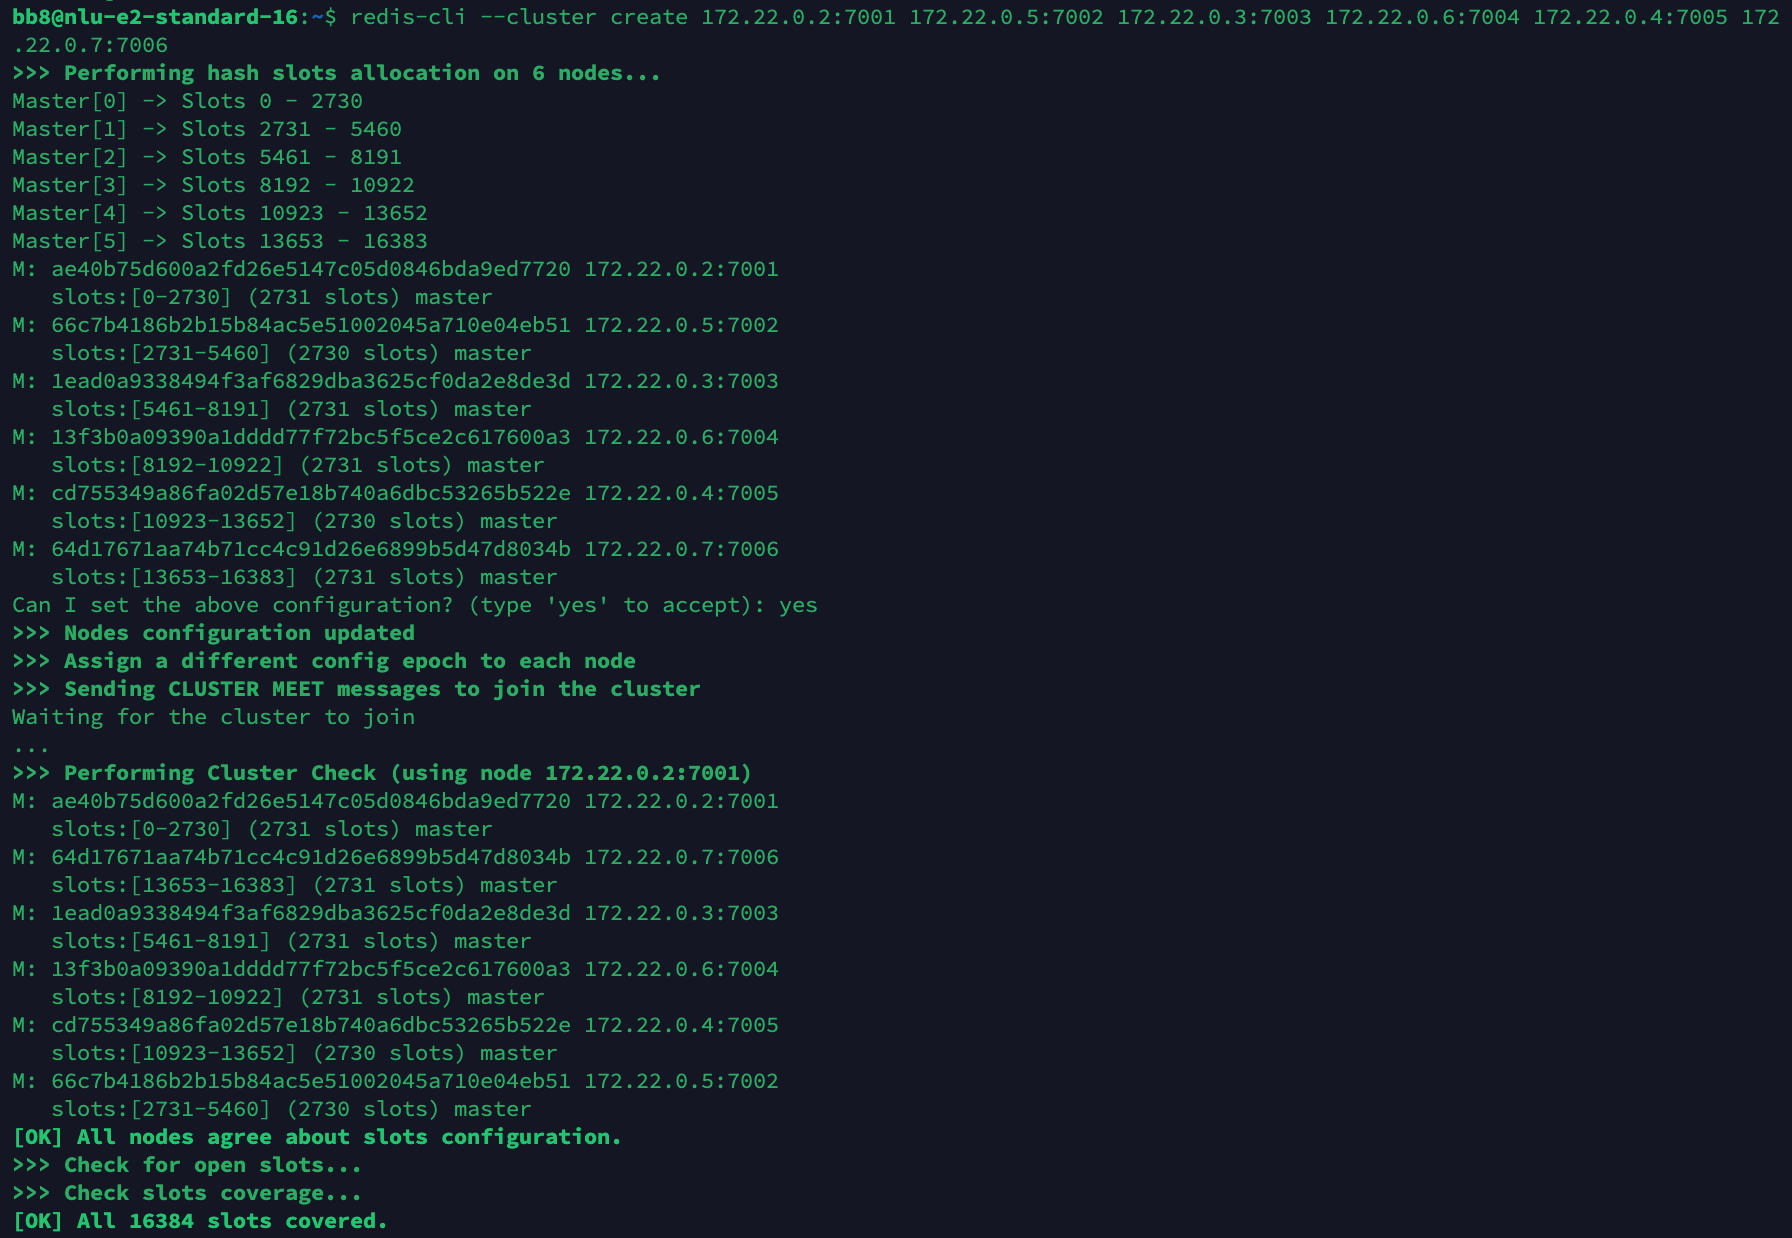 bb8@nlu-e2-standard-16:~$ redis-cli --cluster create 172.22.0.2:7001 172.22.0.5:7002 172.22.0.3:7003 172.22.0.6:7004 172.22.0.4:7005 172
.22.0.7:7006
>>> Performing hash slots allocation on 6 nodes...
Master[0] -> Slots 0 - 2730
Master[1] -> Slots 2731 - 5460
Master[2] -> Slots 5461 - 8191
Master[3] -> Slots 8192 - 10922
Master[4] -> Slots 10923 - 13652
Master[5] -> Slots 13653 - 16383
M: ae40b75d600a2fd26e5147c05d0846bda9ed7720 172.22.0.2:7001
   slots:[0-2730] (2731 slots) master
M: 66c7b4186b2b15b84ac5e51002045a710e04eb51 172.22.0.5:7002
   slots:[2731-5460] (2730 slots) master
M: 1ead0a9338494f3af6829dba3625cf0da2e8de3d 172.22.0.3:7003
   slots:[5461-8191] (2731 slots) master
M: 13f3b0a09390a1dddd77f72bc5f5ce2c617600a3 172.22.0.6:7004
   slots:[8192-10922] (2731 slots) master
M: cd755349a86fa02d57e18b740a6dbc53265b522e 172.22.0.4:7005
   slots:[10923-13652] (2730 slots) master
M: 64d17671aa74b71cc4c91d26e6899b5d47d8034b 172.22.0.7:7006
   slots:[13653-16383] (2731 slots) master
Can I set the above configuration? (type 'yes' to accept): yes
>>> Nodes configuration updated
>>> Assign a different config epoch to each node
>>> Sending CLUSTER MEET messages to join the cluster
Waiting for the cluster to join
...
>>> Performing Cluster Check (using node 172.22.0.2:7001)
M: ae40b75d600a2fd26e5147c05d0846bda9ed7720 172.22.0.2:7001
   slots:[0-2730] (2731 slots) master
M: 64d17671aa74b71cc4c91d26e6899b5d47d8034b 172.22.0.7:7006
   slots:[13653-16383] (2731 slots) master
M: 1ead0a9338494f3af6829dba3625cf0da2e8de3d 172.22.0.3:7003
   slots:[5461-8191] (2731 slots) master
M: 13f3b0a09390a1dddd77f72bc5f5ce2c617600a3 172.22.0.6:7004
   slots:[8192-10922] (2731 slots) master
M: cd755349a86fa02d57e18b740a6dbc53265b522e 172.22.0.4:7005
   slots:[10923-13652] (2730 slots) master
M: 66c7b4186b2b15b84ac5e51002045a710e04eb51 172.22.0.5:7002
   slots:[2731-5460] (2730 slots) master
[OK] All nodes agree about slots configuration.
>>> Check for open slots...
>>> Check slots coverage...
[OK] All 16384 slots covered.